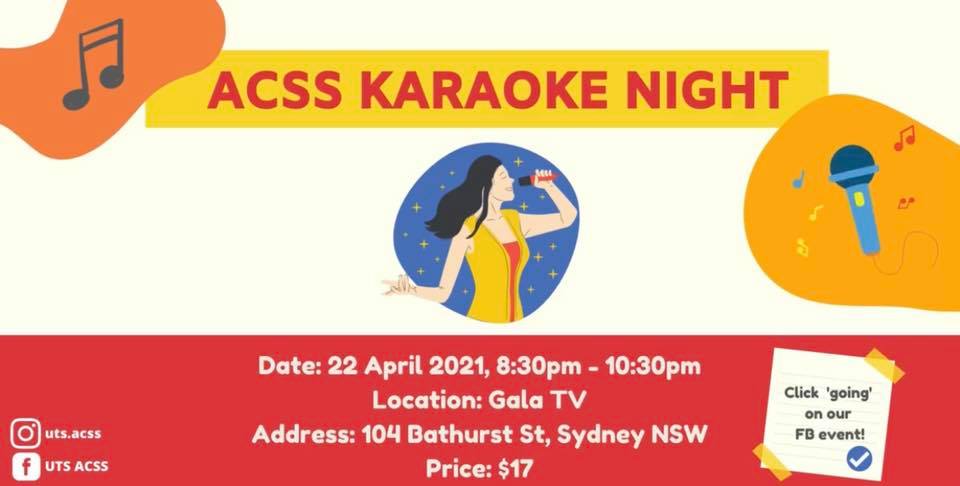 ACSS KARAOKE NIGHT
Date: 22 April 2021, 8:30pm - 10:30pm
Location: Gala TV
Address: 104 Bathurst St, Sydney NSW
Price: $17
uts.acss
UTS ACSS
Click 'going'
on our
FB event!